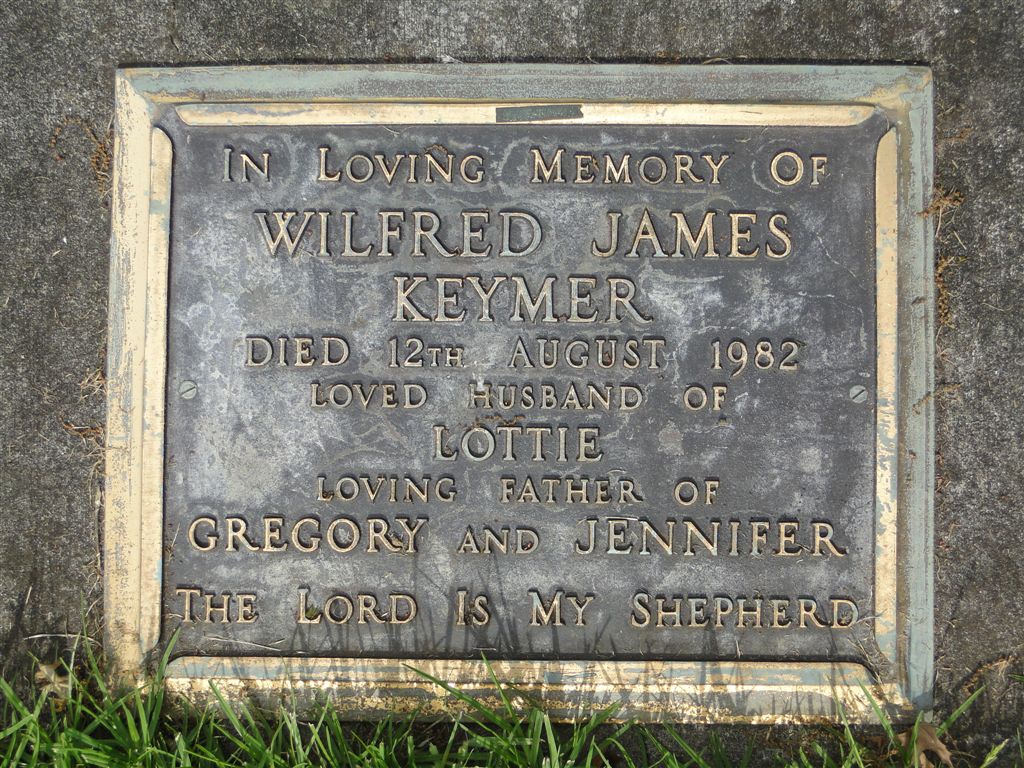 In Loving Memory Of
WILFRED JAMES
KEYMER
DIED 12TH AUGUST 1982
LOVED HUSBAND OF
LOTTIE
LOVING FATHER OF
GREGORY AND JENNIFER
The Lord Is My Shepherd